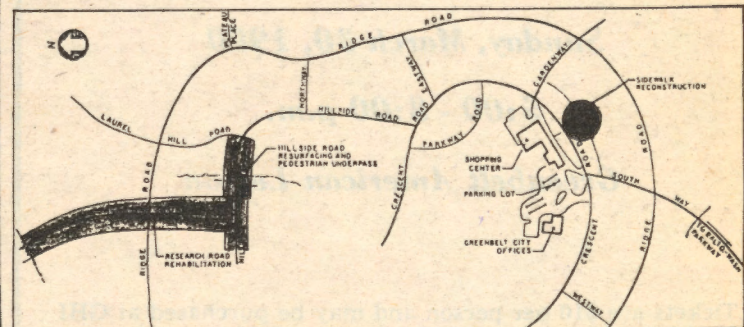 N
PLATEAU PLACE
RIDGE ROAD
NORTHWAY
EASTWAY
HILLSIDE ROAD
LAUREL HILL ROAD
GARDENWAY
SIDEWALK
RECONSTRUCTION
HILLSIDE ROAD
RESURFACING AND
PEDESTRIAN UNDERPASS
PARKWAY ROAD
CRESCENT ROAD
SHOPPING
CENTER
PARKING LOT
ROAD
SOUTH WAY
RIDGE ROAD
GREENBELT CITY
OFFICES
CRESCENT
WESTWAY
PARKWAY
RESEARCH ROAD
REHABILITATION
RIDGE ROAD
HILL